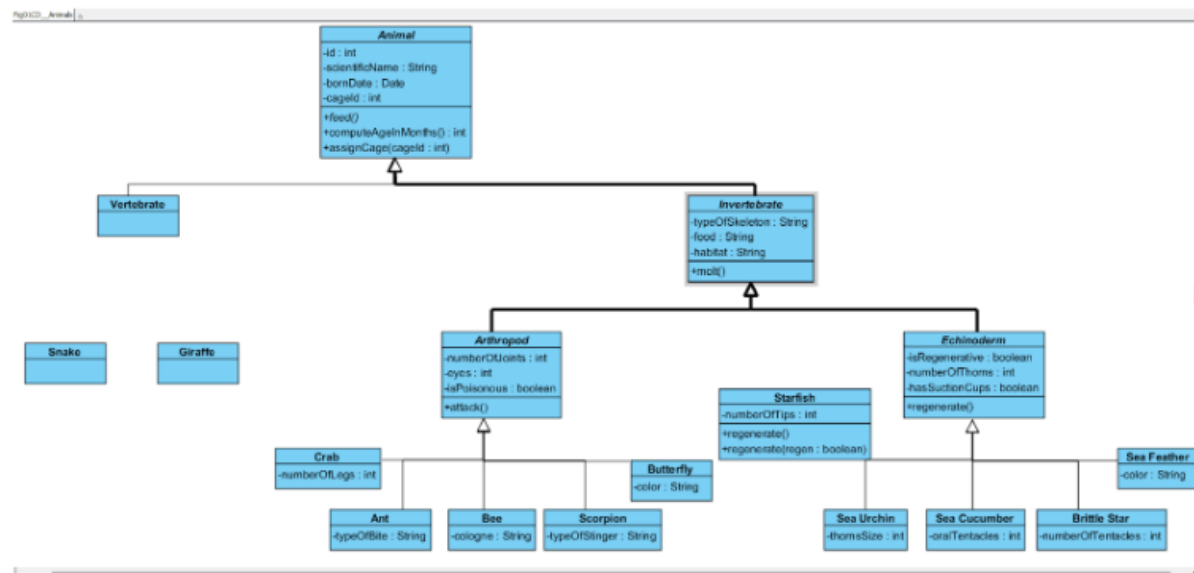 Animal
-id : int
-scientificName : String
-bornDate : Date
-cageId : int
+feed()
+computeAgeInMonths() : int
+assignCage(cageId : int)
Vertebrate
Invertebrate
-typeOfSkeleton : String
-food : String
-habitat : String
+molt()
Snake
Giraffe
Arthropod
-numberOfJoints : int
-eyes : int
-isPoisonous : boolean
+attack()
Echinoderm
-isRegenerative : boolean
-numberOfThorns : int
-hasSuctionCups : boolean
+regenerate()
Starfish
-numberOfTips : int
+regenerate()
+regenerate(regen : boolean)
Crab
-numberOfLegs : int
Butterfly
-color : String
Sea Feather
-color : String
Ant
-typeOfBite : String
Bee
-cologne : String
Scorpion
-typeOfStinger : String
Sea Urchin
-thornsSize : int
Sea Cucumber
-oralTentacles : int
Brittle Star
-numberOfTentacles : int